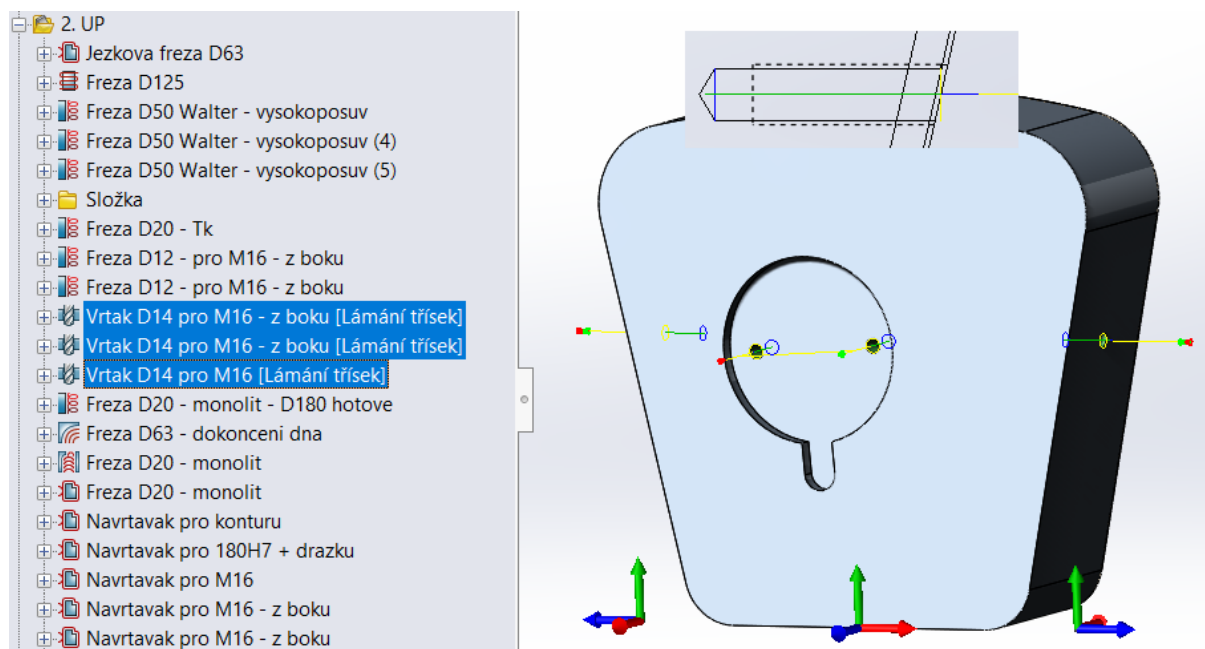 2. UP
Jezkova freza D63
Freza D125
Freza D50 Walter - vysokoposuv
Freza D50 Walter - vysokoposuv (4)
Freza D50 Walter - vysokoposuv (5)
Složka
Freza D20 - Tk
Freza D12 - pro M16 - z boku
Freza D12 - pro M16 - z boku
Vrtak D14 pro M16 - z boku [Lámání třísek]
Vrtak D14 pro M16 - z boku [Lámání třísek]
Vrtak D14 pro M16 [Lámání třísek]
Freza D20 - monolit - D180 hotove
Freza D63 - dokonceni dna
Freza D20 - monolit
Freza D20 - monolit
Navrtavak pro konturu
Navrtavak pro 180H7 + drazku
Navrtavak pro M16
Navrtavak pro M16 - z boku
Navrtavak pro M16 - z boku